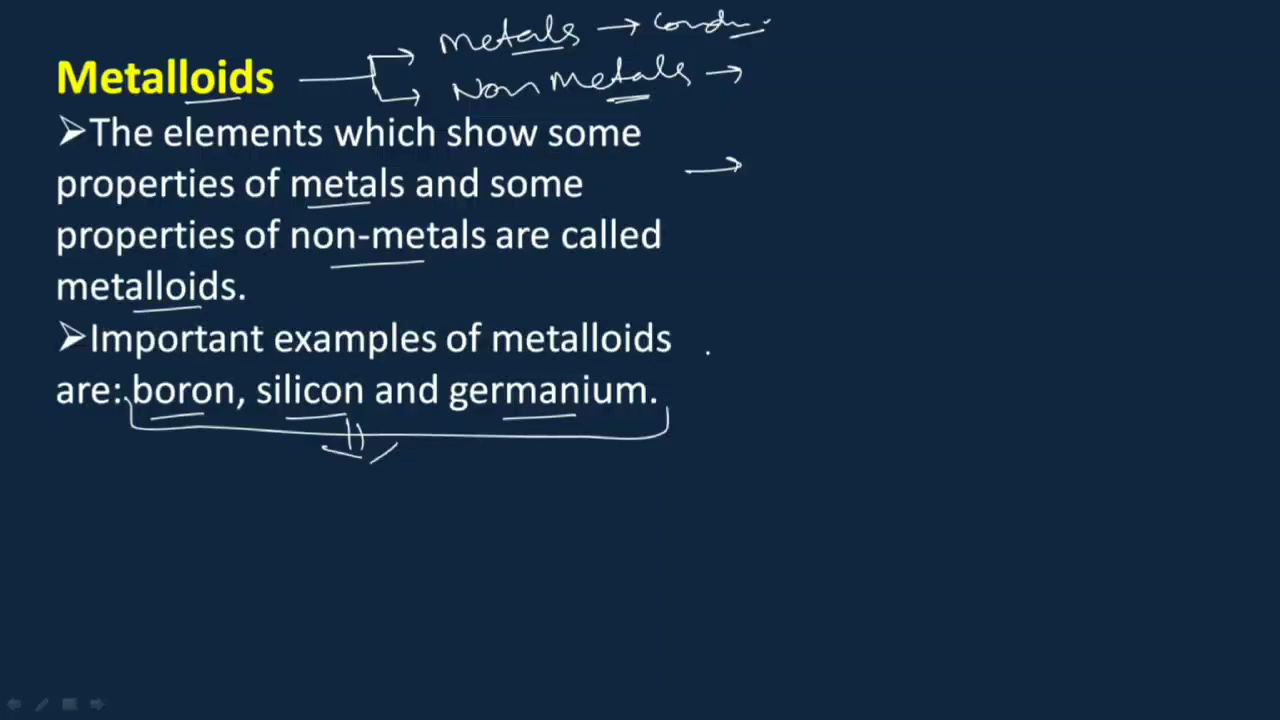 Metals → Condu.
Metalloids
Non Metals →
➢The elements which show some
properties of metals and some
properties of non-metals are called
metalloids.
➢Important examples of metalloids
are: boron, silicon and germanium.